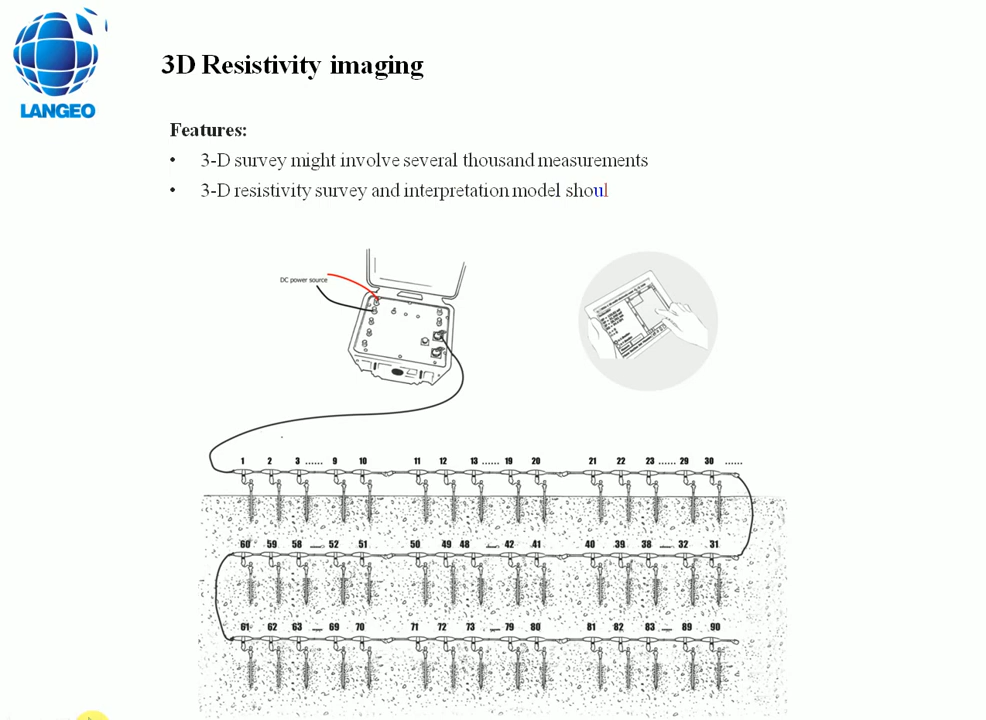 LANGEO
3D Resistivity imaging
Features:
• 3-D survey might involve several thousand measurements
• 3-D resistivity survey and interpretation model shoul
DC power source
1 2 3 ...... 9 10 11 12 13 ...... 19 20 21 22 23 ...... 29 30 ......
60 59 58 52 51 50 49 48 42 41 40 39 38 32 31
61 62 63 69 70 71 72 73 79 80 81 82 83 89 90